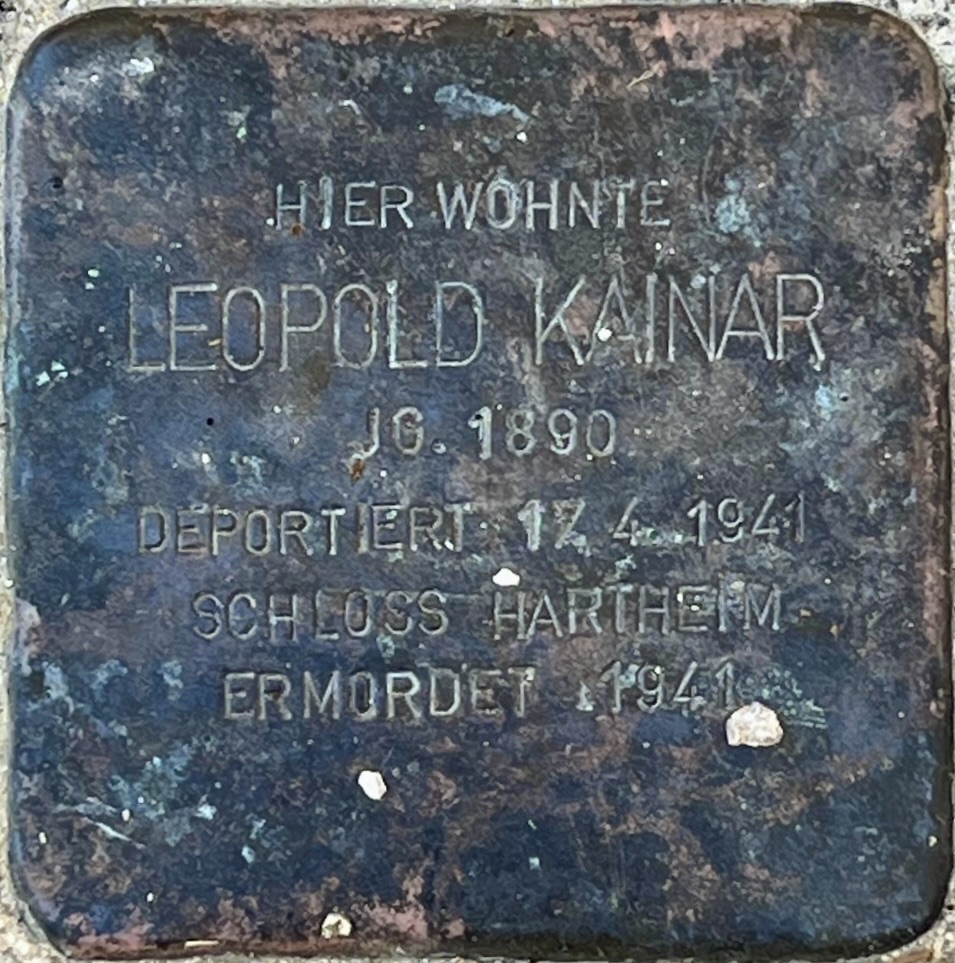 HIER WOHNTE
LEOPOLD KAINAR
JG. 1890
DEPORTIERT 17. 4. 1941
SCHLOSS HARTHEIM
ERMORDET 1941